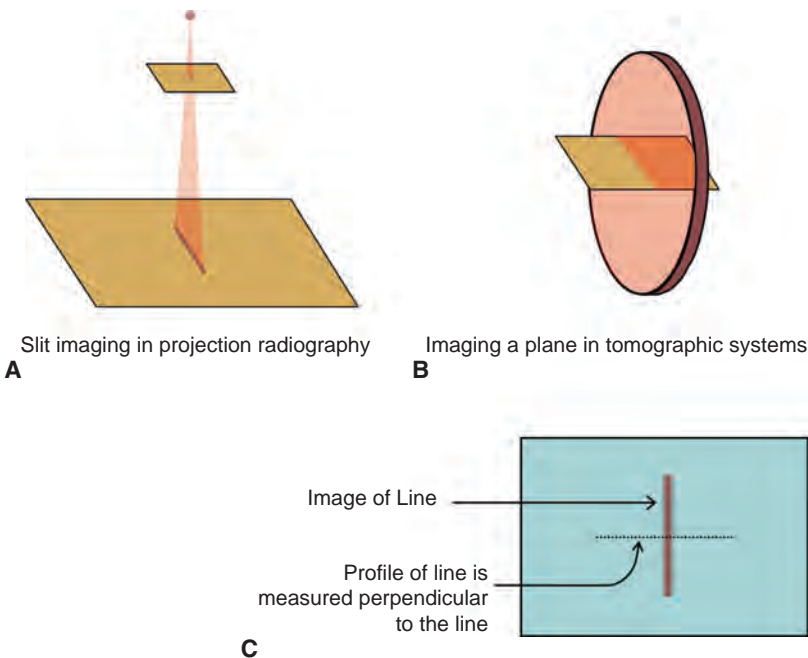 Slit imaging in projection radiography
A
Imaging a plane in tomographic systems
B
Image of Line
Profile of line is
measured perpendicular
to the line
C